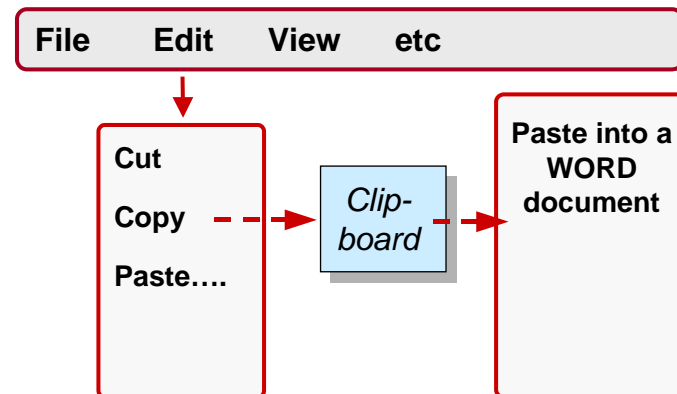 File Edit View etc
Cut
Copy
Paste….
Clip-
board
Paste into a
WORD
document